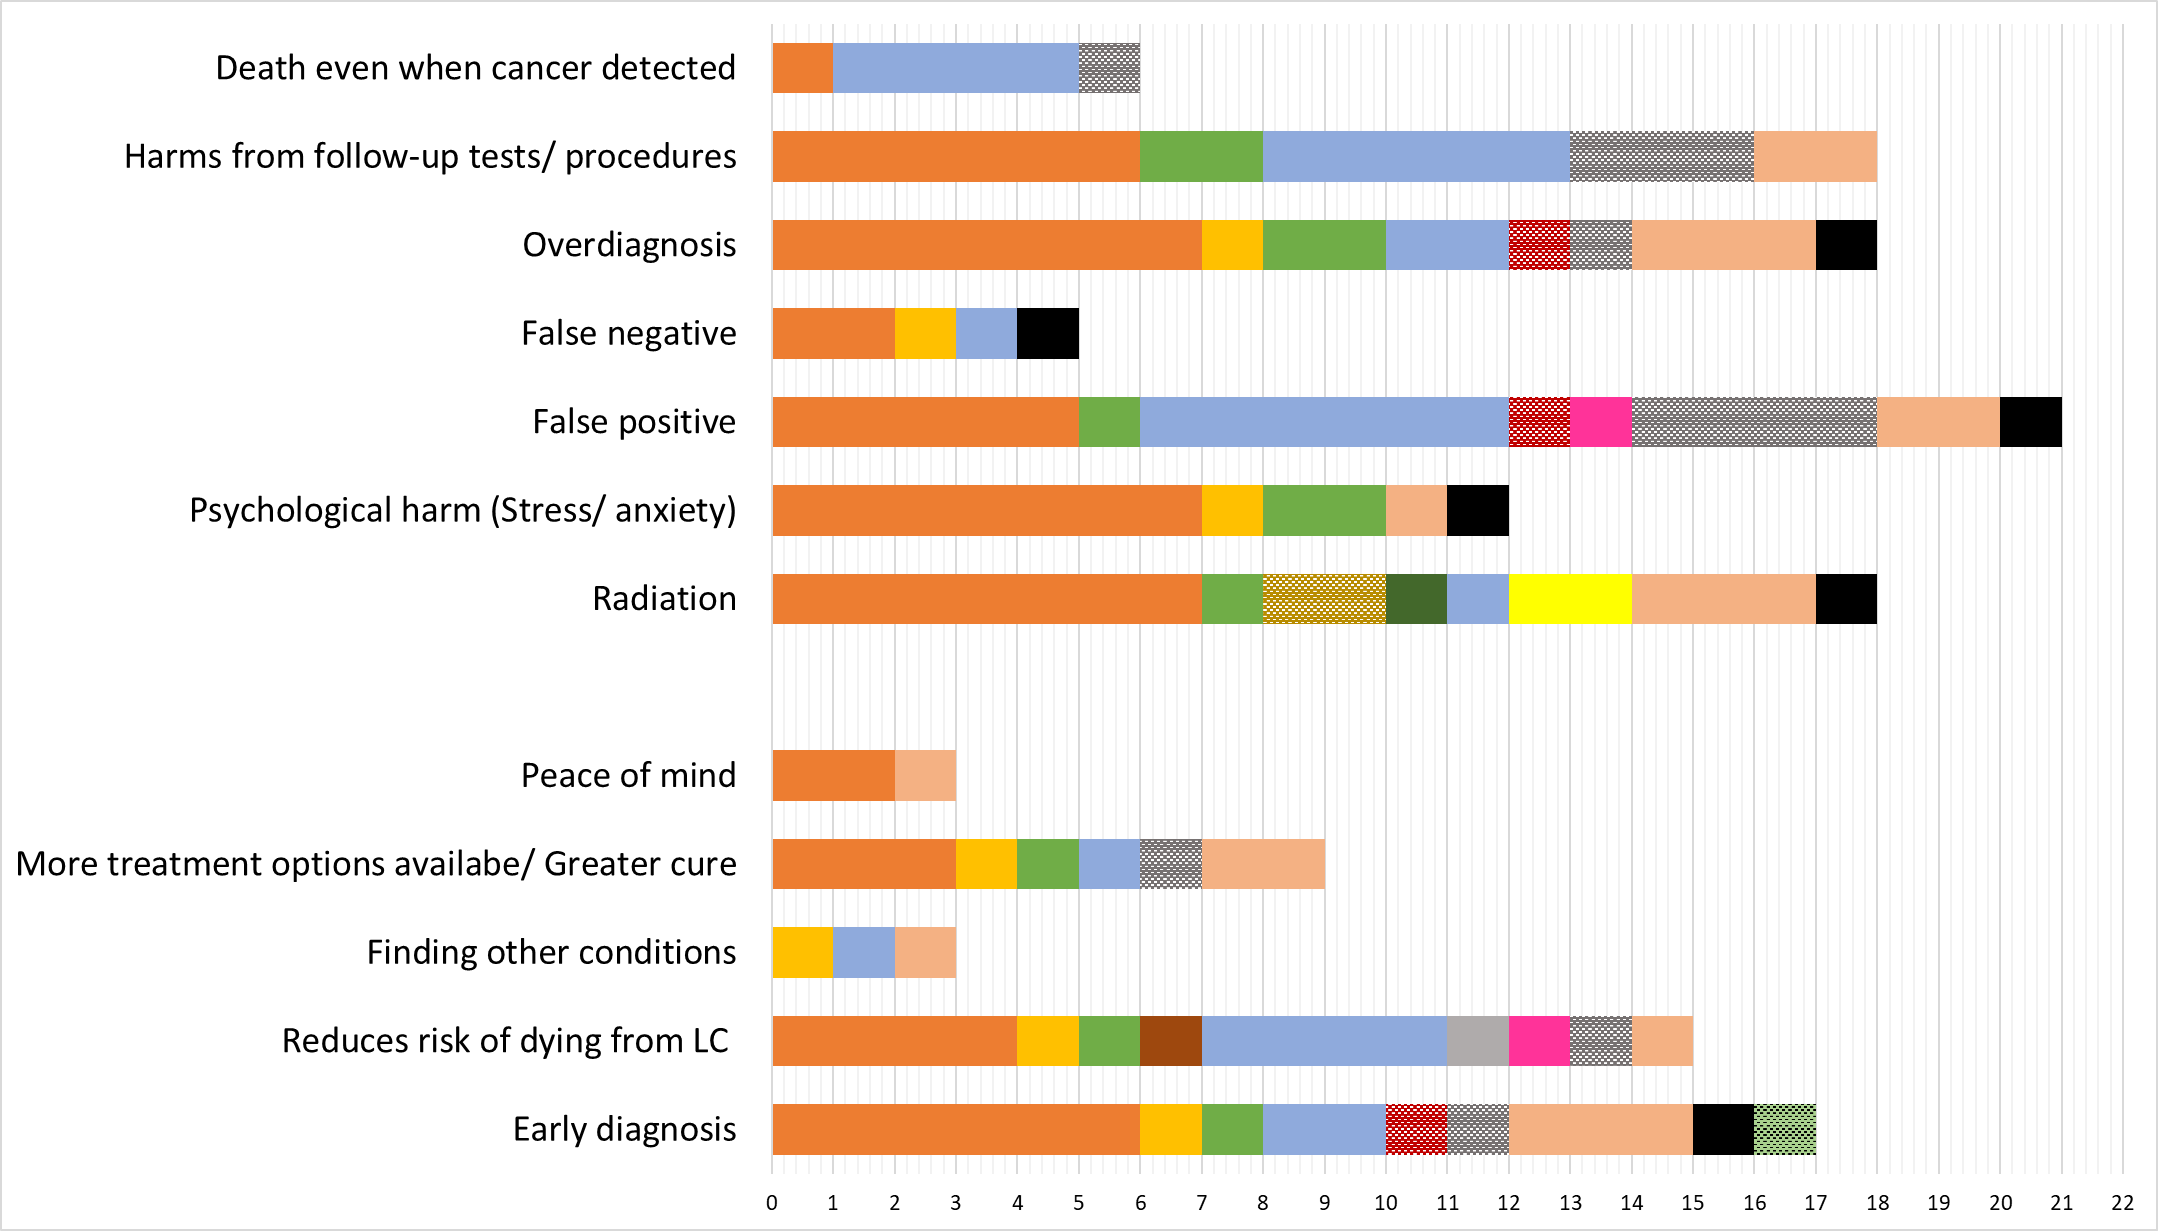 Death even when cancer detected
Harms from follow-up tests/ procedures
Overdiagnosis
False negative
False positive
Psychological harm (Stress/ anxiety)
Radiation
Peace of mind
More treatment options availabe/ Greater cure
Finding other conditions
Reduces risk of dying from LC
Early diagnosis
0 1 2 3 4 5 6 7 8 9 10 11 12 13 14 15 16 17 18 19 20 21 22